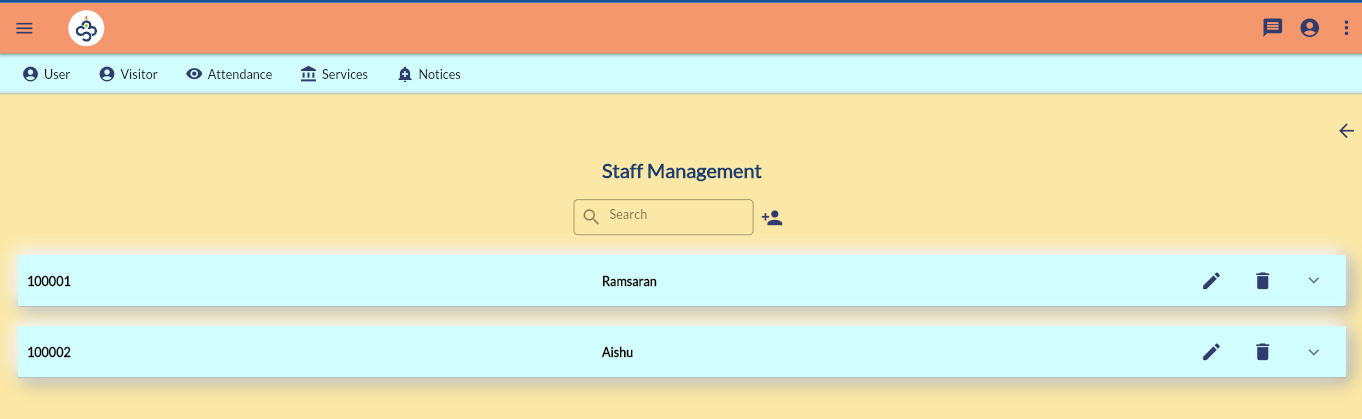 User Visitor Attendance Services Notices
Staff Management
Search
100001 Ramsaran
100002 Aishu